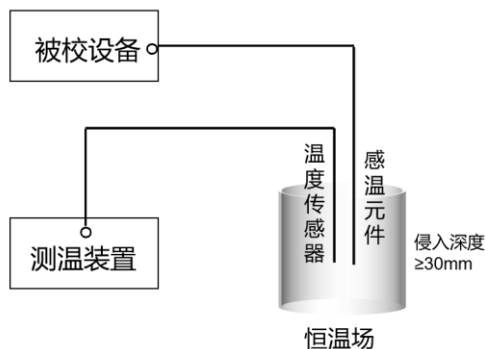 被校设备
温度传感器
感温元件
测温装置
侵入深度
≥30mm
恒温场